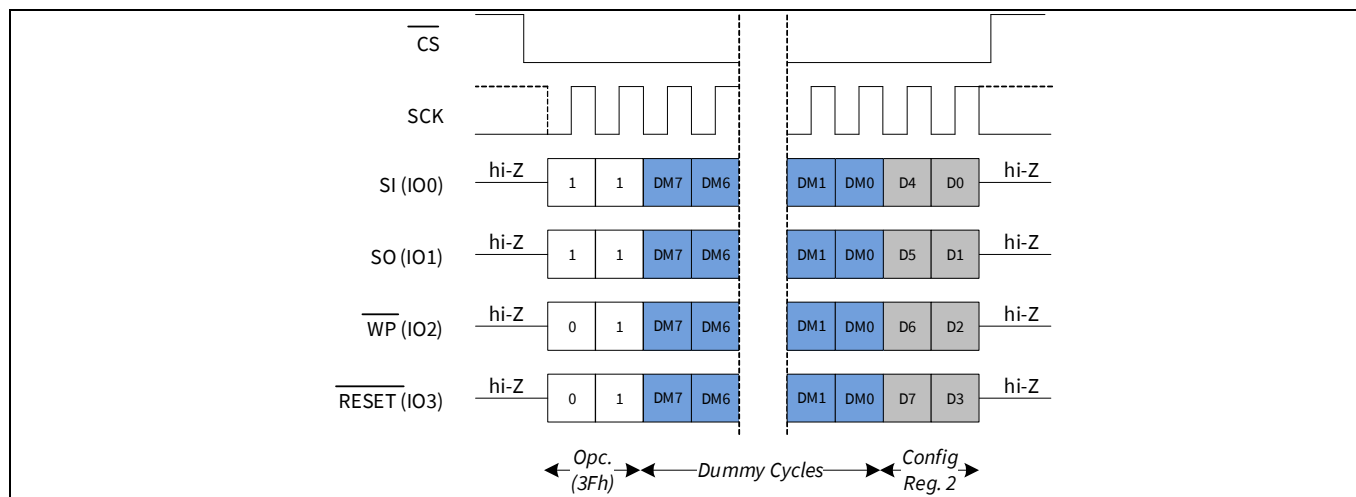 CS
SCK
SI (IO0) hi-Z 1 1 DM7 DM6 DM1 DM0 D4 D0 hi-Z
SO (IO1) hi-Z 1 1 DM7 DM6 DM1 DM0 D5 D1 hi-Z
WP (IO2) hi-Z 0 1 DM7 DM6 DM1 DM0 D6 D2 hi-Z
RESET (IO3) hi-Z 0 1 DM7 DM6 DM1 DM0 D7 D3 hi-Z
Opc. Dummy Cycles Config
(3Fh) Reg. 2